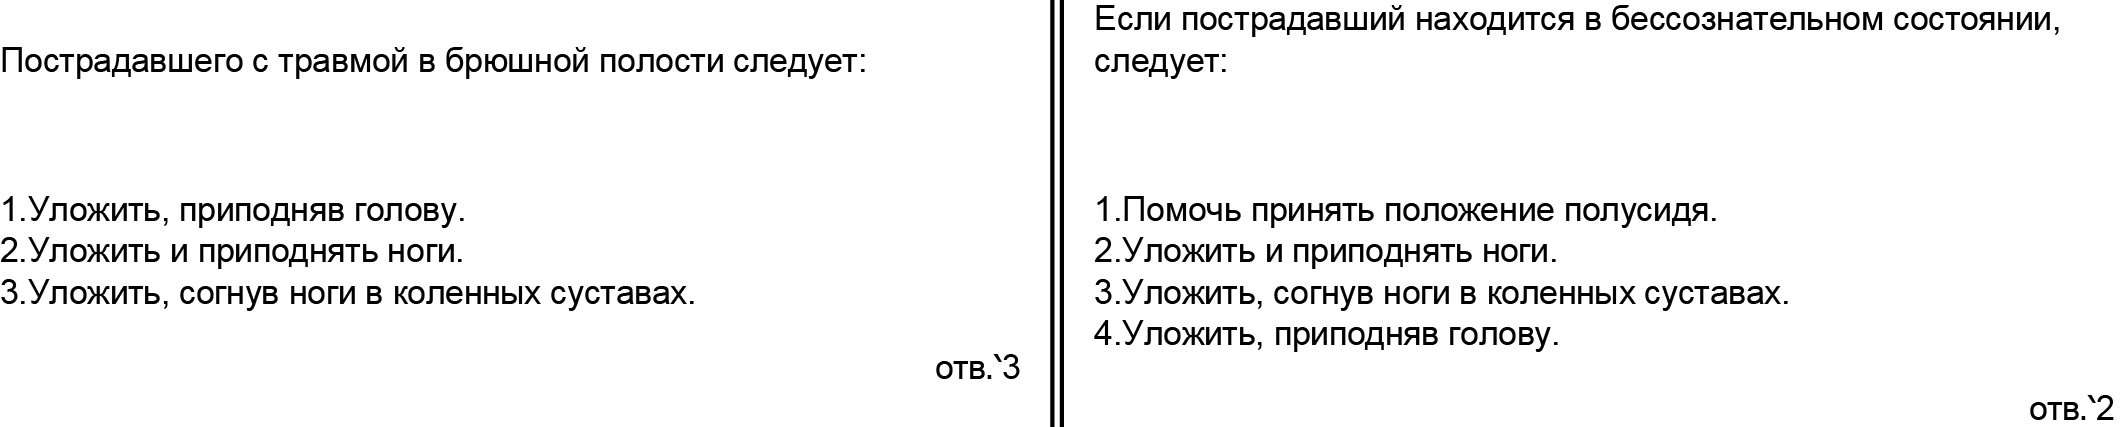 Пострадавшего с травмой в брюшной полости следует:
1.Уложить, приподняв голову.
2.Уложить и приподнять ноги.
3.Уложить, согнув ноги в коленных суставах.
отв.`3
Если пострадавший находится в бессознательном состоянии,
следует:
1.Помочь принять положение полусидя.
2.Уложить и приподнять ноги.
3.Уложить, согнув ноги в коленных суставах.
4.Уложить, приподняв голову.
отв.`2